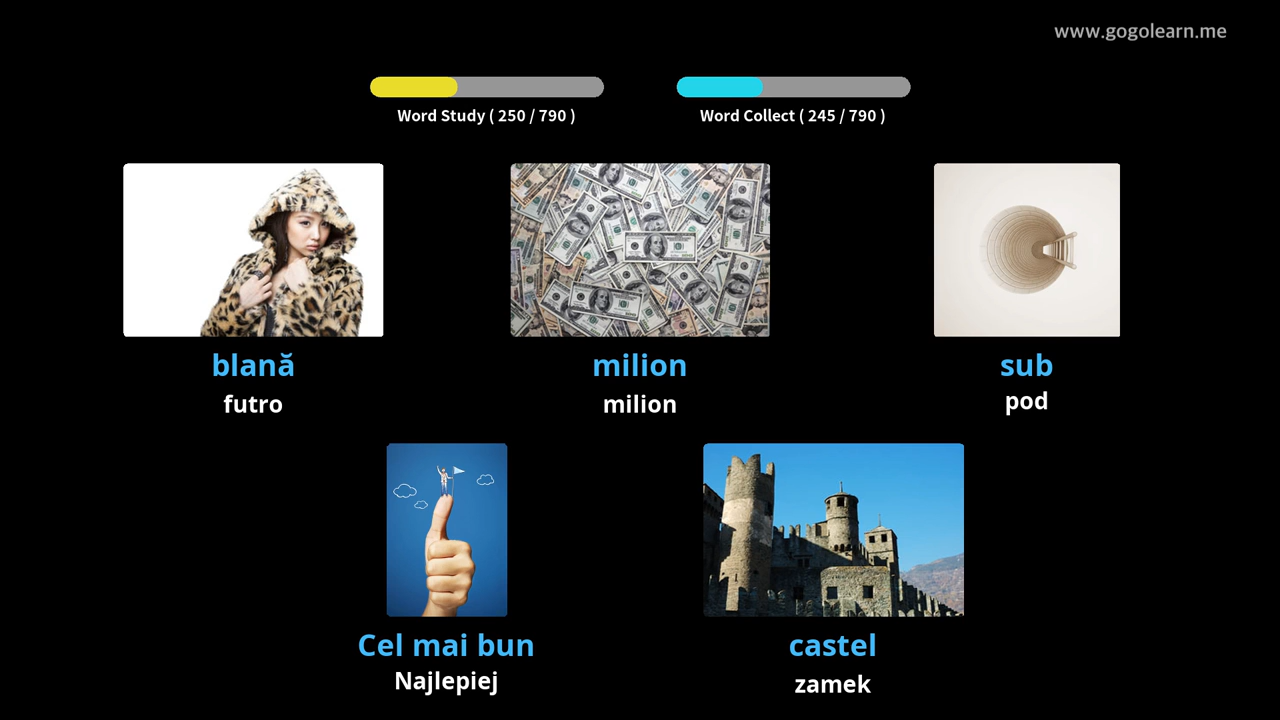 www.gogolearn.me
Word Study ( 250 / 790 )
Word Collect ( 245 / 790 )
blană
futro
milion
milion
sub
pod
Cel mai bun
Najlepiej
castel
zamek